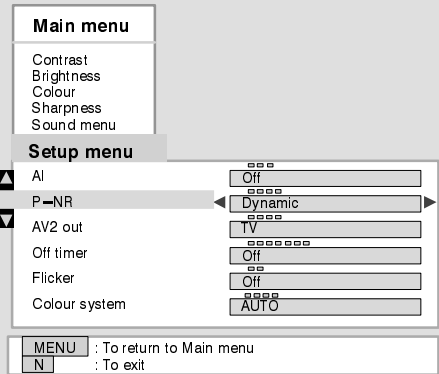 Main menu
Contrast
Brightness
Colour
Sharpness
Sound menu
Setup menu
AI Off
P–NR Dynamic
AV2 out TV
Off timer Off
Flicker Off
Colour system AUTO
MENU : To return to Main menu
N : To exit